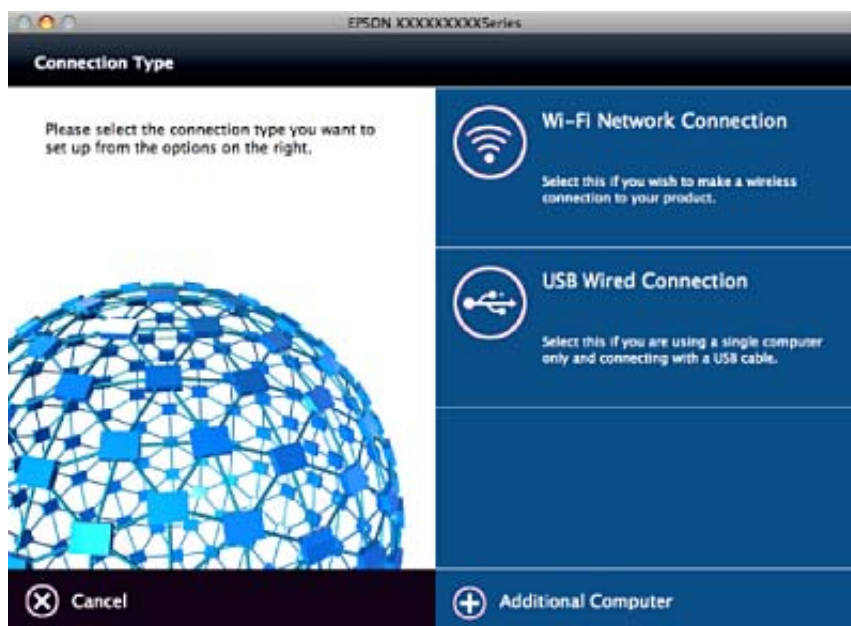 EPSON XXXXXXXXXSeries
Connection Type
Please select the connection type you want to
set up from the options on the right.
Wi-Fi Network Connection
Select this if you wish to make a wireless
connection to your product.
USB Wired Connection
Select this if you are using a single computer
only and connecting with a USB cable.
Cancel
Additional Computer